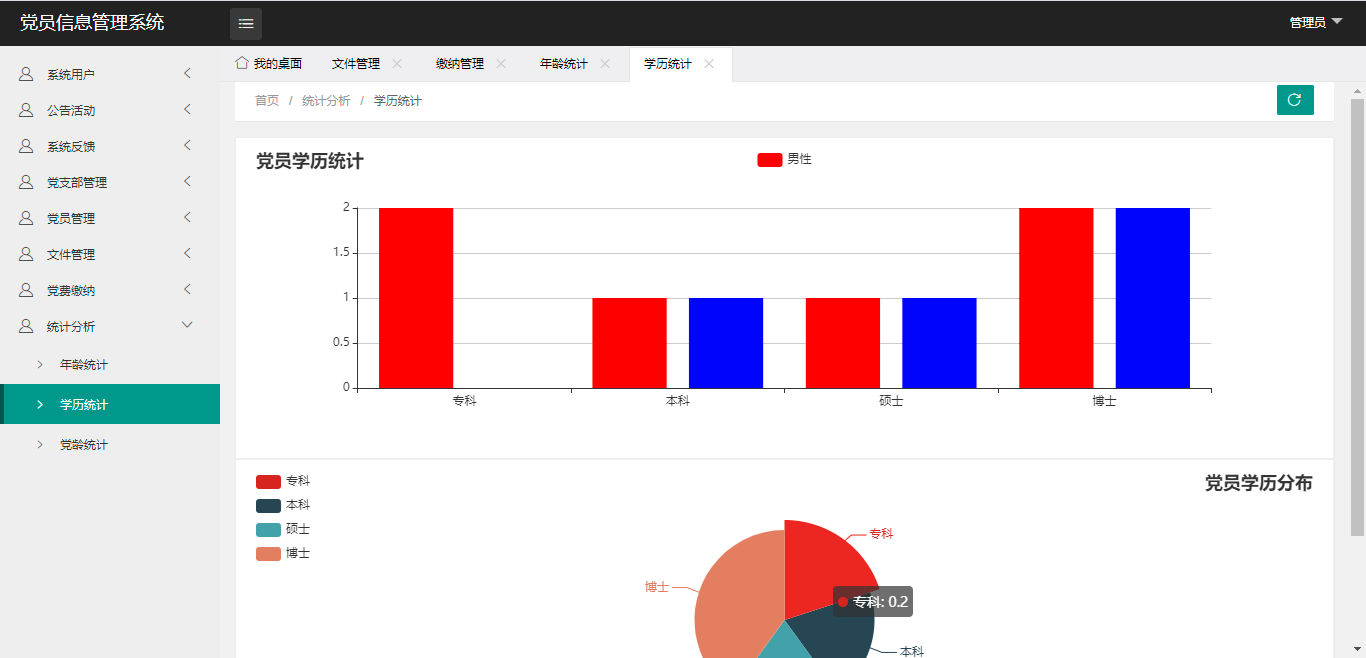 党员信息管理系统
管理员
系统用户
公告活动
系统反馈
党支部管理
党员管理
文件管理
党费缴纳
统计分析
年龄统计
学历统计
党龄统计
我的桌面 文件管理 缴纳管理 年龄统计 学历统计
首页 / 统计分析 / 学历统计
党员学历统计
男性
2
1.5
1
0.5
0
专科 本科 硕士 博士
党员学历分布
专科
本科
硕士
博士
专科
博士
专科: 0.2
本科